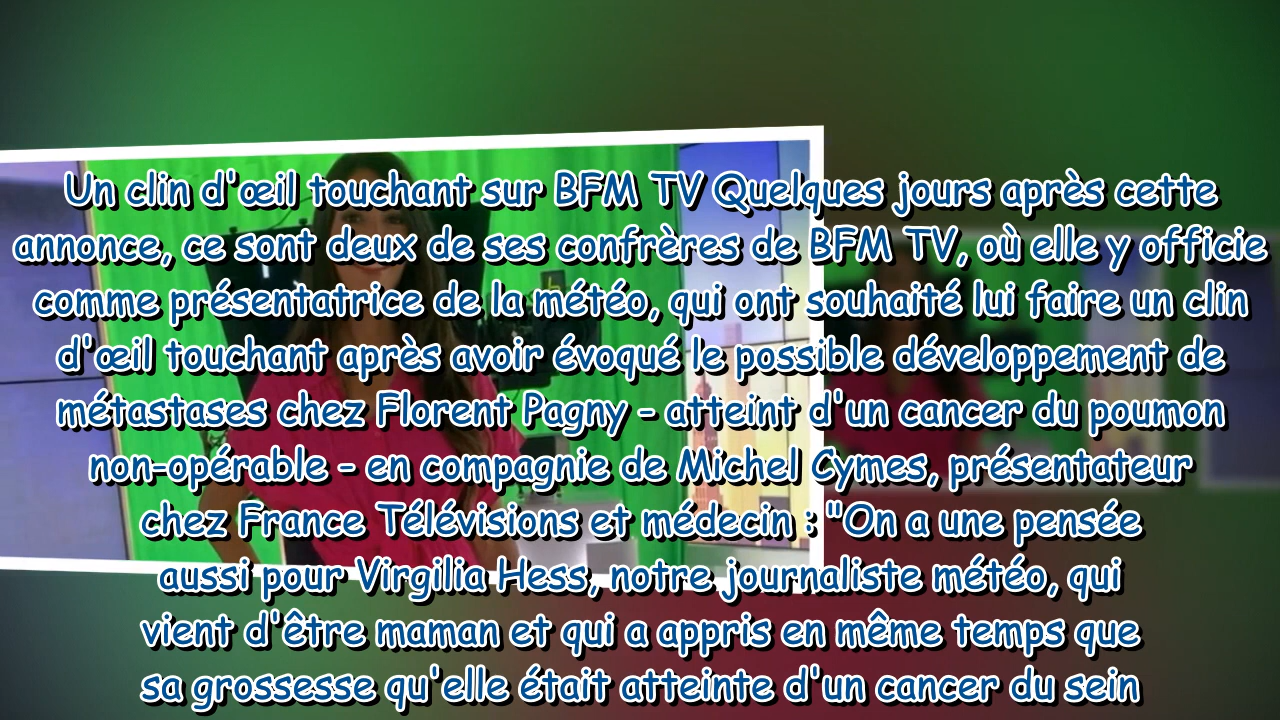 Un clin d'œil touchant sur BFM TV Quelques jours après cette
annonce, ce sont deux de ses confrères de BFM TV, où elle y officie
comme présentatrice de la météo, qui ont souhaité lui faire un clin
d'œil touchant après avoir évoqué le possible développement de
métastases chez Florent Pagny - atteint d'un cancer du poumon
non-opérable - en compagnie de Michel Cymes, présentateur
chez France Télévisions et médecin : "On a une pensée
aussi pour Virgilia Hess, notre journaliste météo, qui
vient d'être maman et qui a appris en même temps que
sa grossesse qu'elle était atteinte d'un cancer du sein